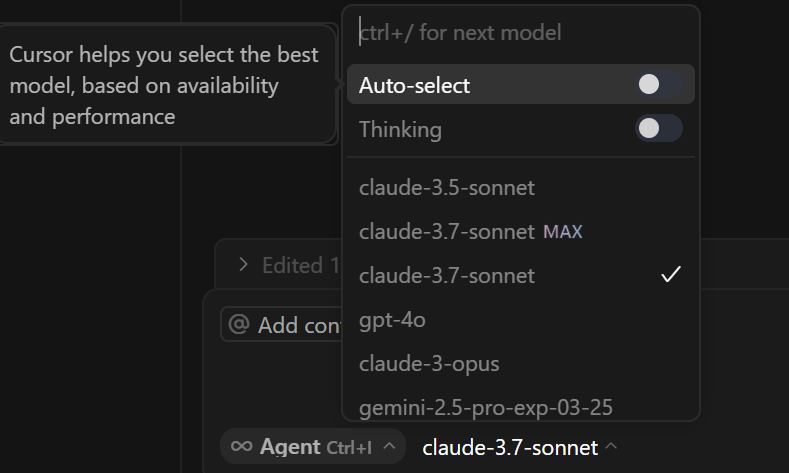 ctrl+/ for next model
Cursor helps you select the best
model, based on availability
and performance
Auto-select
Thinking
claude-3.5-sonnet
claude-3.7-sonnet MAX
claude-3.7-sonnet
gpt-4o
claude-3-opus
gemini-2.5-pro-exp-03-25
Edited 1
@ Add con
Agent Ctrl+I
claude-3.7-sonnet